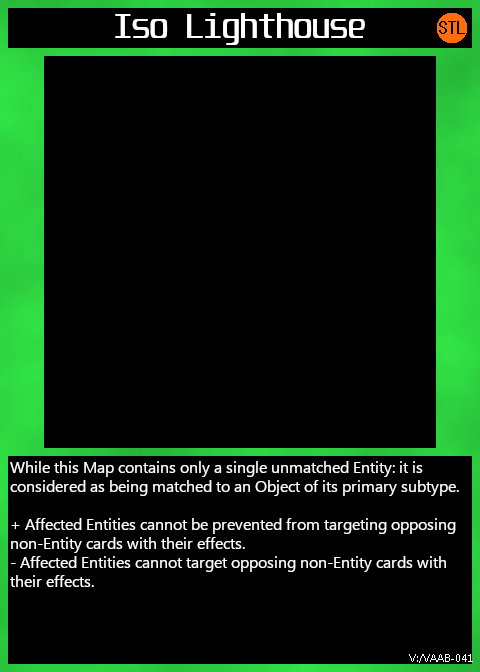 Iso Lighthouse
STL
While this Map contains only a single unmatched Entity: it is
considered as being matched to an Object of its primary subtype.
+ Affected Entities cannot be prevented from targeting opposing
non-Entity cards with their effects.
- Affected Entities cannot target opposing non-Entity cards with
their effects.
V:/VAAB-041